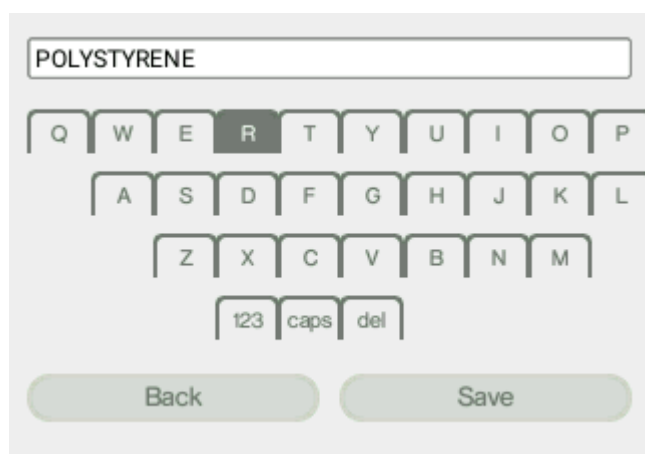 POLYSTYRENE
Q W E R T Y U I O P
A S D F G H J K L
Z X C V B N M
123 caps del
Back Save